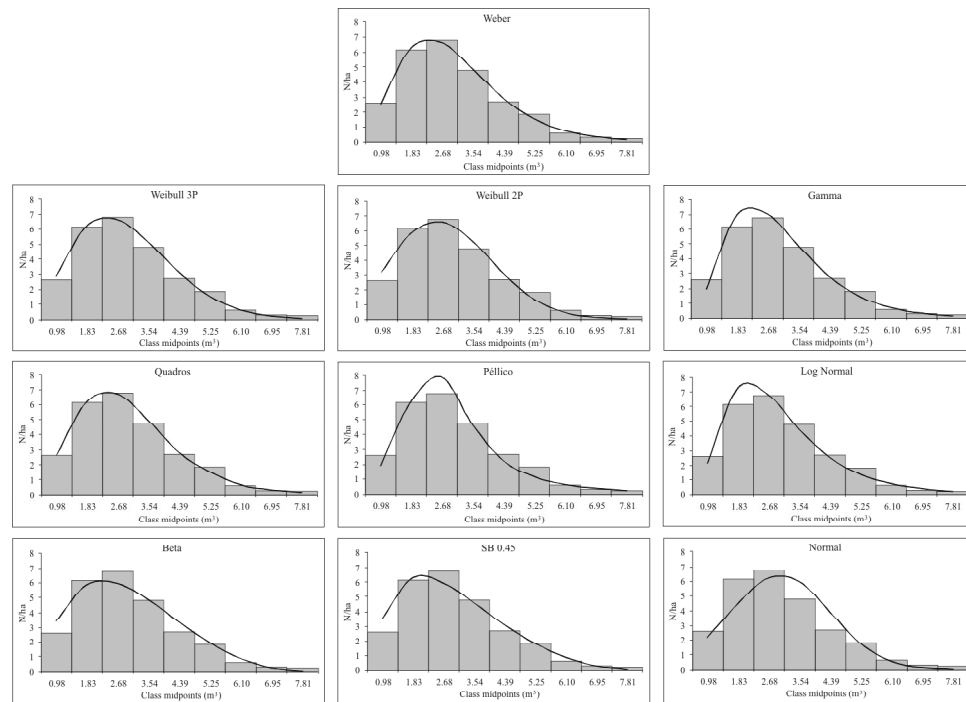 Weber
8
7
6
5
4
3
2
1
0
N/ha
0.98 1.83 2.68 3.54 4.39 5.25 6.10 6.95 7.81
Class midpoints (m³)
Weibull 3P
8
7
6
5
4
3
2
1
0
N/ha
0.98 1.83 2.68 3.54 4.39 5.25 6.10 6.95 7.81
Class midpoints (m³)
Weibull 2P
8
7
6
5
4
3
2
1
0
N/ha
0.98 1.83 2.68 3.54 4.39 5.25 6.10 6.95 7.81
Class midpoints (m³)
Gamma
8
7
6
5
4
3
2
1
0
N/ha
0.98 1.83 2.68 3.54 4.39 5.25 6.10 6.95 7.81
Class midpoints (m³)
Quadros
8
7
6
5
4
3
2
1
0
N/ha
0.98 1.83 2.68 3.54 4.39 5.25 6.10 6.95 7.81
Class midpoints (m³)
Péllico
8
7
6
5
4
3
2
1
0
N/ha
0.98 1.83 2.68 3.54 4.39 5.25 6.10 6.95 7.81
Class midpoints (m³)
Log Normal
8
7
6
5
4
3
2
1
0
N/ha
0.98 1.83 2.68 3.54 4.39 5.25 6.10 6.95 7.81
Class midpoints (m³)
Beta
8
7
6
5
4
3
2
1
0
N/ha
0.98 1.83 2.68 3.54 4.39 5.25 6.10 6.95 7.81
Class midpoints (m³)
SB 0.45
8
7
6
5
4
3
2
1
0
N/ha
0.98 1.83 2.68 3.54 4.39 5.25 6.10 6.95 7.81
Class midpoints (m³)
Normal
8
7
6
5
4
3
2
1
0
N/ha
0.98 1.83 2.68 3.54 4.39 5.25 6.10 6.95 7.81
Class midpoints (m³)